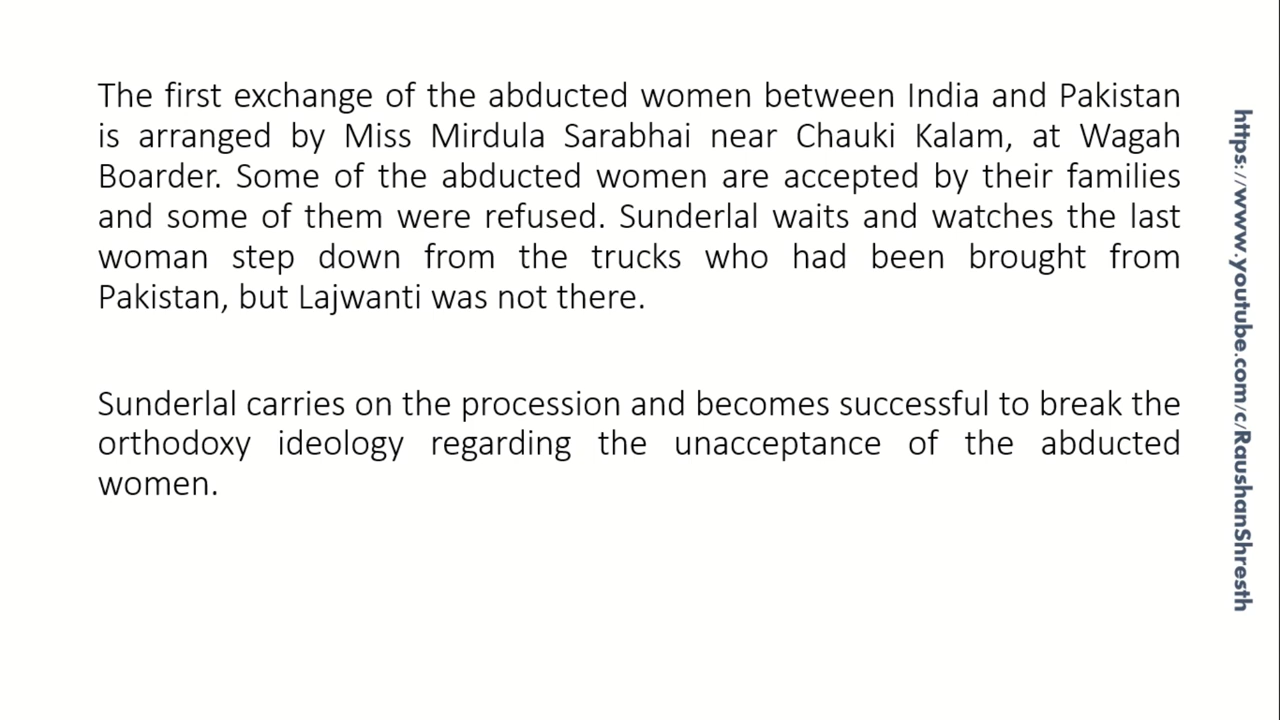 The first exchange of the abducted women between India and Pakistan
is arranged by Miss Mirdula Sarabhai near Chauki Kalam, at Wagah
Boarder. Some of the abducted women are accepted by their families
and some of them were refused. Sunderlal waits and watches the last
woman step down from the trucks who had been brought from
Pakistan, but Lajwanti was not there.
Sunderlal carries on the procession and becomes successful to break the
orthodoxy ideology regarding the unacceptance of the abducted
women.
https://www.youtube.com/c/RaushanShresth